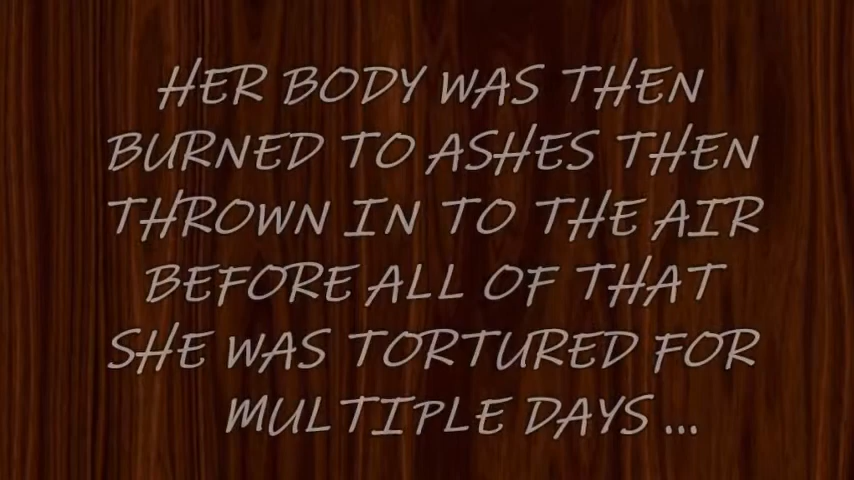 HER BODY WAS THEN
BURNED TO ASHES THEN
THROWN IN TO THE AIR
BEFORE ALL OF THAT
SHE WAS TORTURED FOR
MULTIPLE DAYS ...